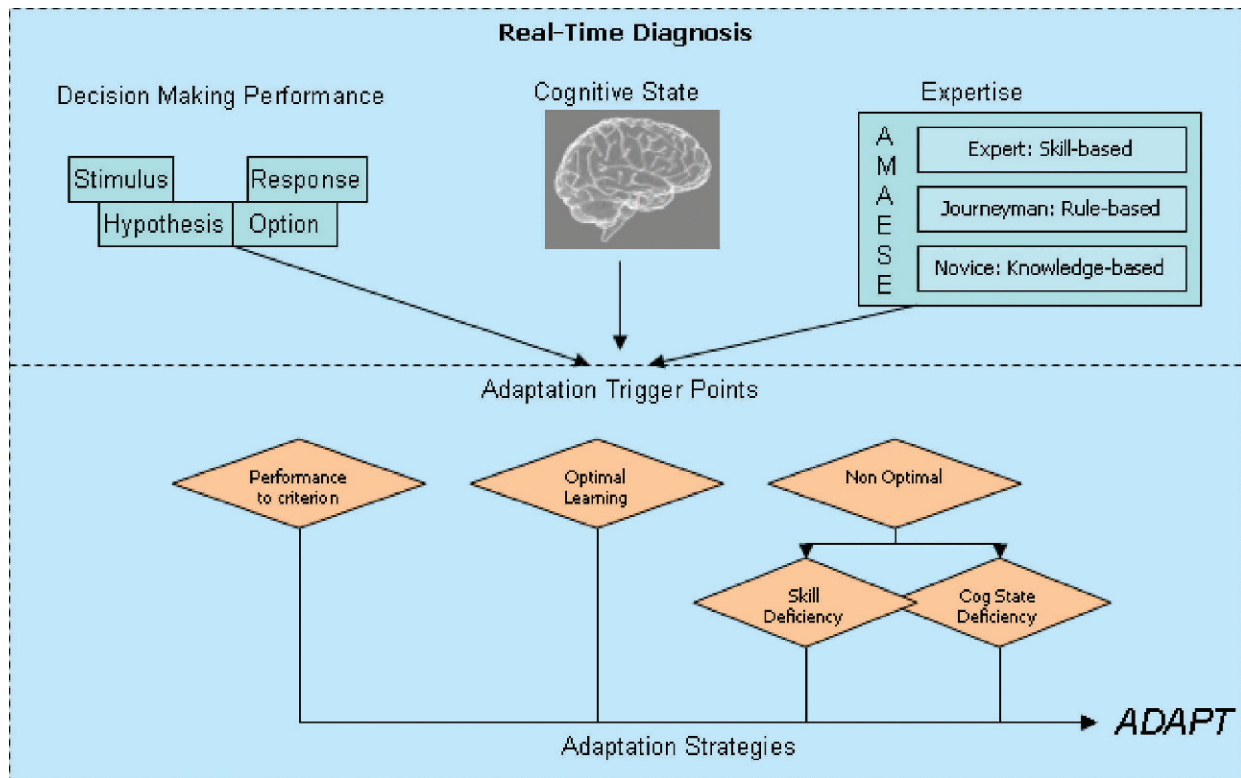 Real-Time Diagnosis
Decision Making Performance
Cognitive State
Expertise
Stimulus
Response
Hypothesis
Option
A
M
A
E
S
E
Expert: Skill-based
Journeyman: Rule-based
Novice: Knowledge-based
Adaptation Trigger Points
Performance
to criterion
Optimal
Learning
Non Optimal
Skill
Deficiency
Cog State
Deficiency
ADAPT
Adaptation Strategies